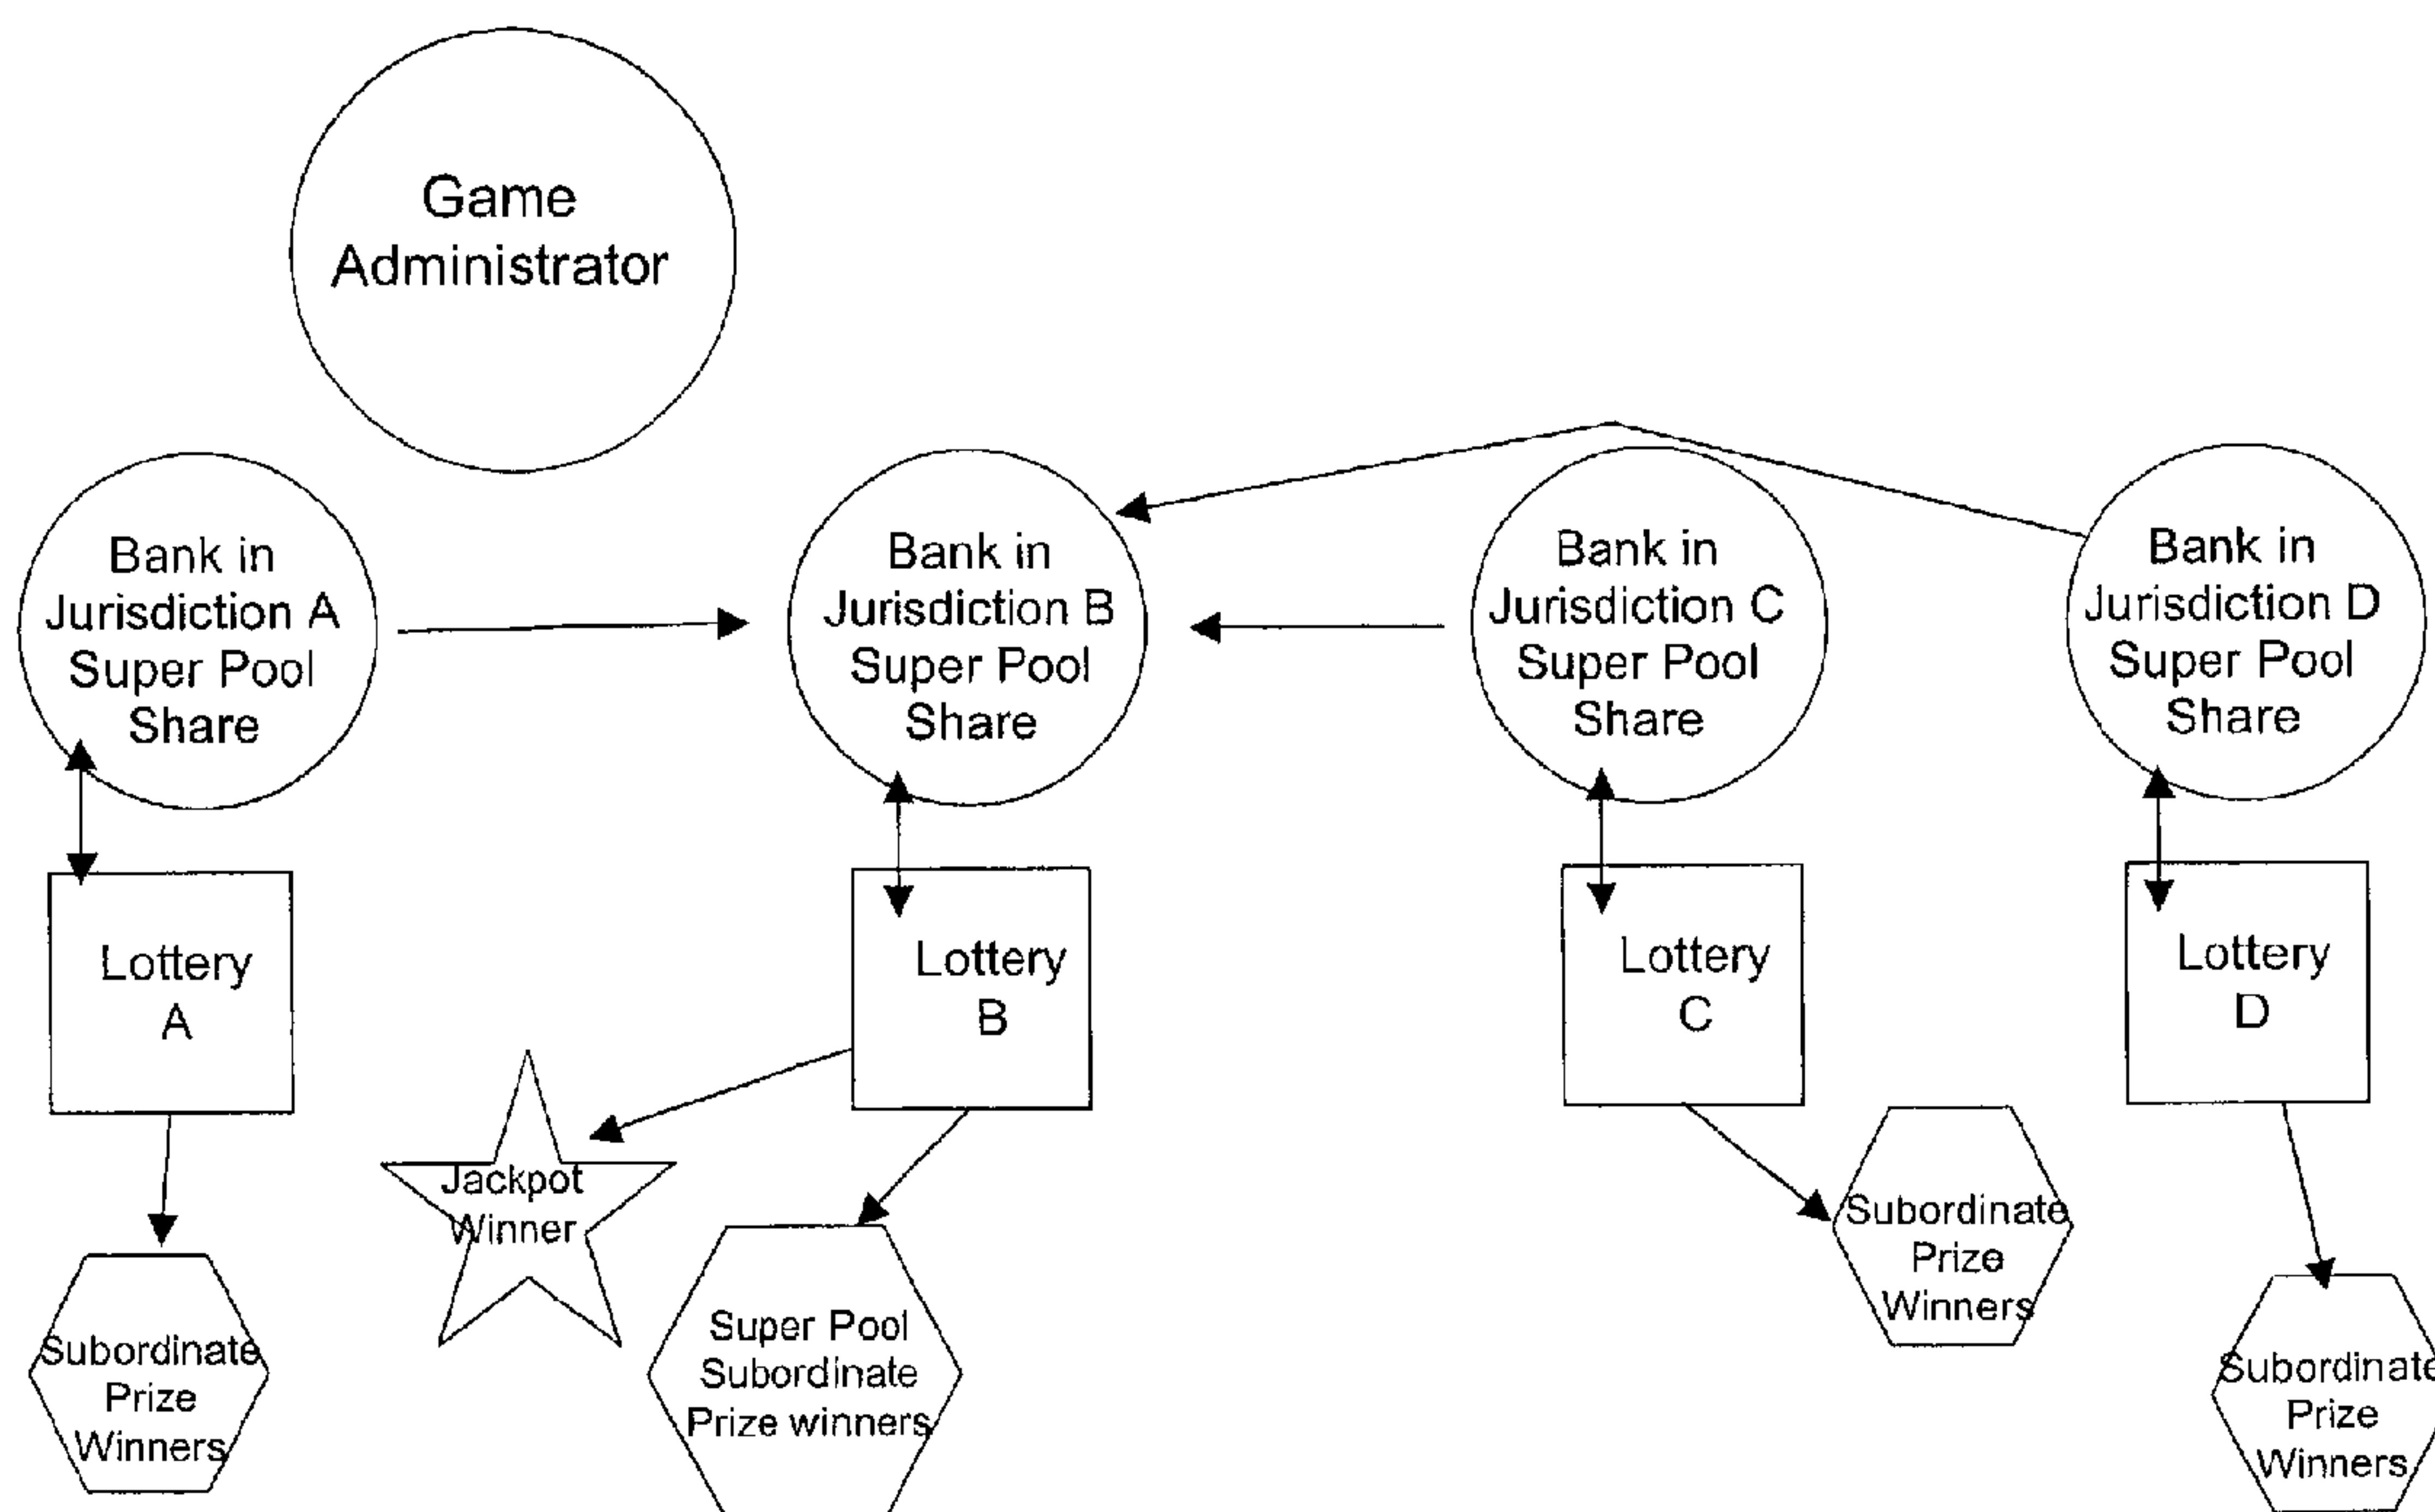 Game
Administrator
Bank in
Jurisdiction A
Super Pool
Share
Bank in
Jurisdiction B
Super Pool
Share
Bank in
Jurisdiction C
Super Pool
Share
Bank in
Jurisdiction D
Super Pool
Share
Lottery
A
Lottery
B
Lottery
C
Lottery
D
Jackpot
Winner
Subordinate
Prize
Winners
Super Pool
Subordinate
Prize winners
Subordinate
Prize
Winners
Subordinate
Prize
Winners